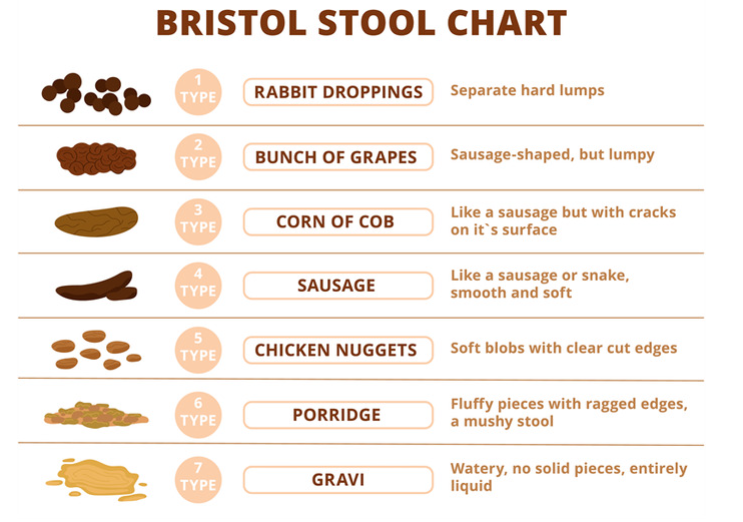 BRISTOL STOOL CHART
1
TYPE
RABBIT DROPPINGS
Separate hard lumps
2
TYPE
BUNCH OF GRAPES
Sausage-shaped, but lumpy
3
TYPE
CORN OF COB
Like a sausage but with cracks
on it`s surface
4
TYPE
SAUSAGE
Like a sausage or snake,
smooth and soft
5
TYPE
CHICKEN NUGGETS
Soft blobs with clear cut edges
6
TYPE
PORRIDGE
Fluffy pieces with ragged edges,
a mushy stool
7
TYPE
GRAVI
Watery, no solid pieces, entirely
liquid